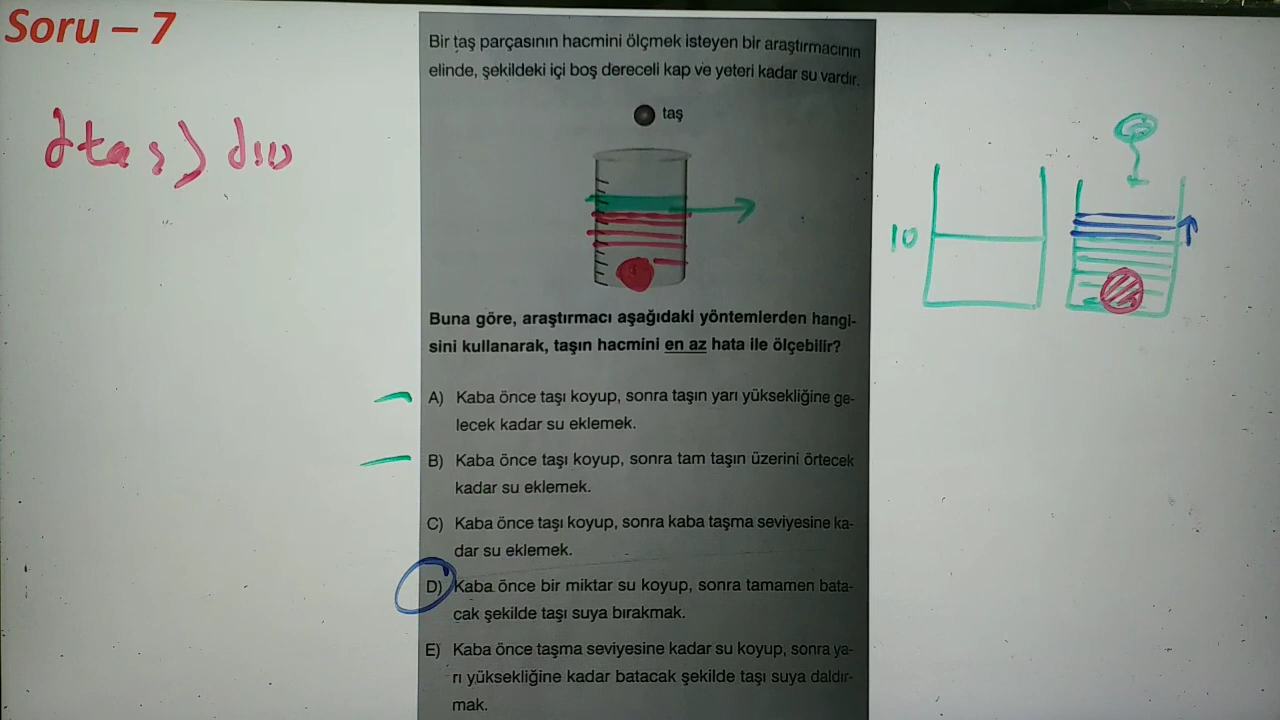 Soru – 7
dtaş > dsu
Bir taş parçasının hacmini ölçmek isteyen bir araştırmacının
elinde, şekildeki içi boş dereceli kap ve yeteri kadar su vardır.
taş
10
Buna göre, araştırmacı aşağıdaki yöntemlerden hangi-
sini kullanarak, taşın hacmini en az hata ile ölçebilir?
A) Kaba önce taşı koyup, sonra taşın yarı yüksekliğine ge-
lecek kadar su eklemek.
B) Kaba önce taşı koyup, sonra tam taşın üzerini örtecek
kadar su eklemek.
C) Kaba önce taşı koyup, sonra kaba taşma seviyesine ka-
dar su eklemek.
D) Kaba önce bir miktar su koyup, sonra tamamen bata-
cak şekilde taşı suya bırakmak.
E) Kaba önce taşma seviyesine kadar su koyup, sonra ya-
rı yüksekliğine kadar batacak şekilde taşı suya daldır-
mak.